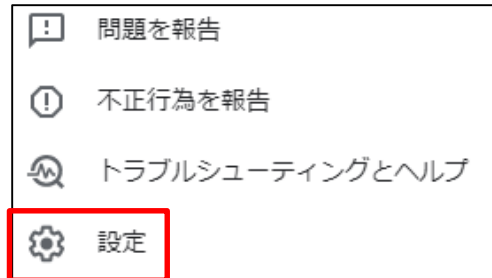 問題を報告
不正行為を報告
トラブルシューティングとヘルプ
設定